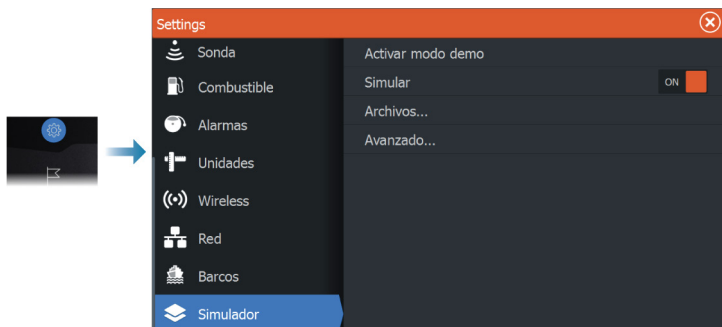 Settings
Sonda
Combustible
Alarmas
Unidades
Wireless
Red
Barcos
Simulador
Activar modo demo
Simular ON
Archivos...
Avanzado...